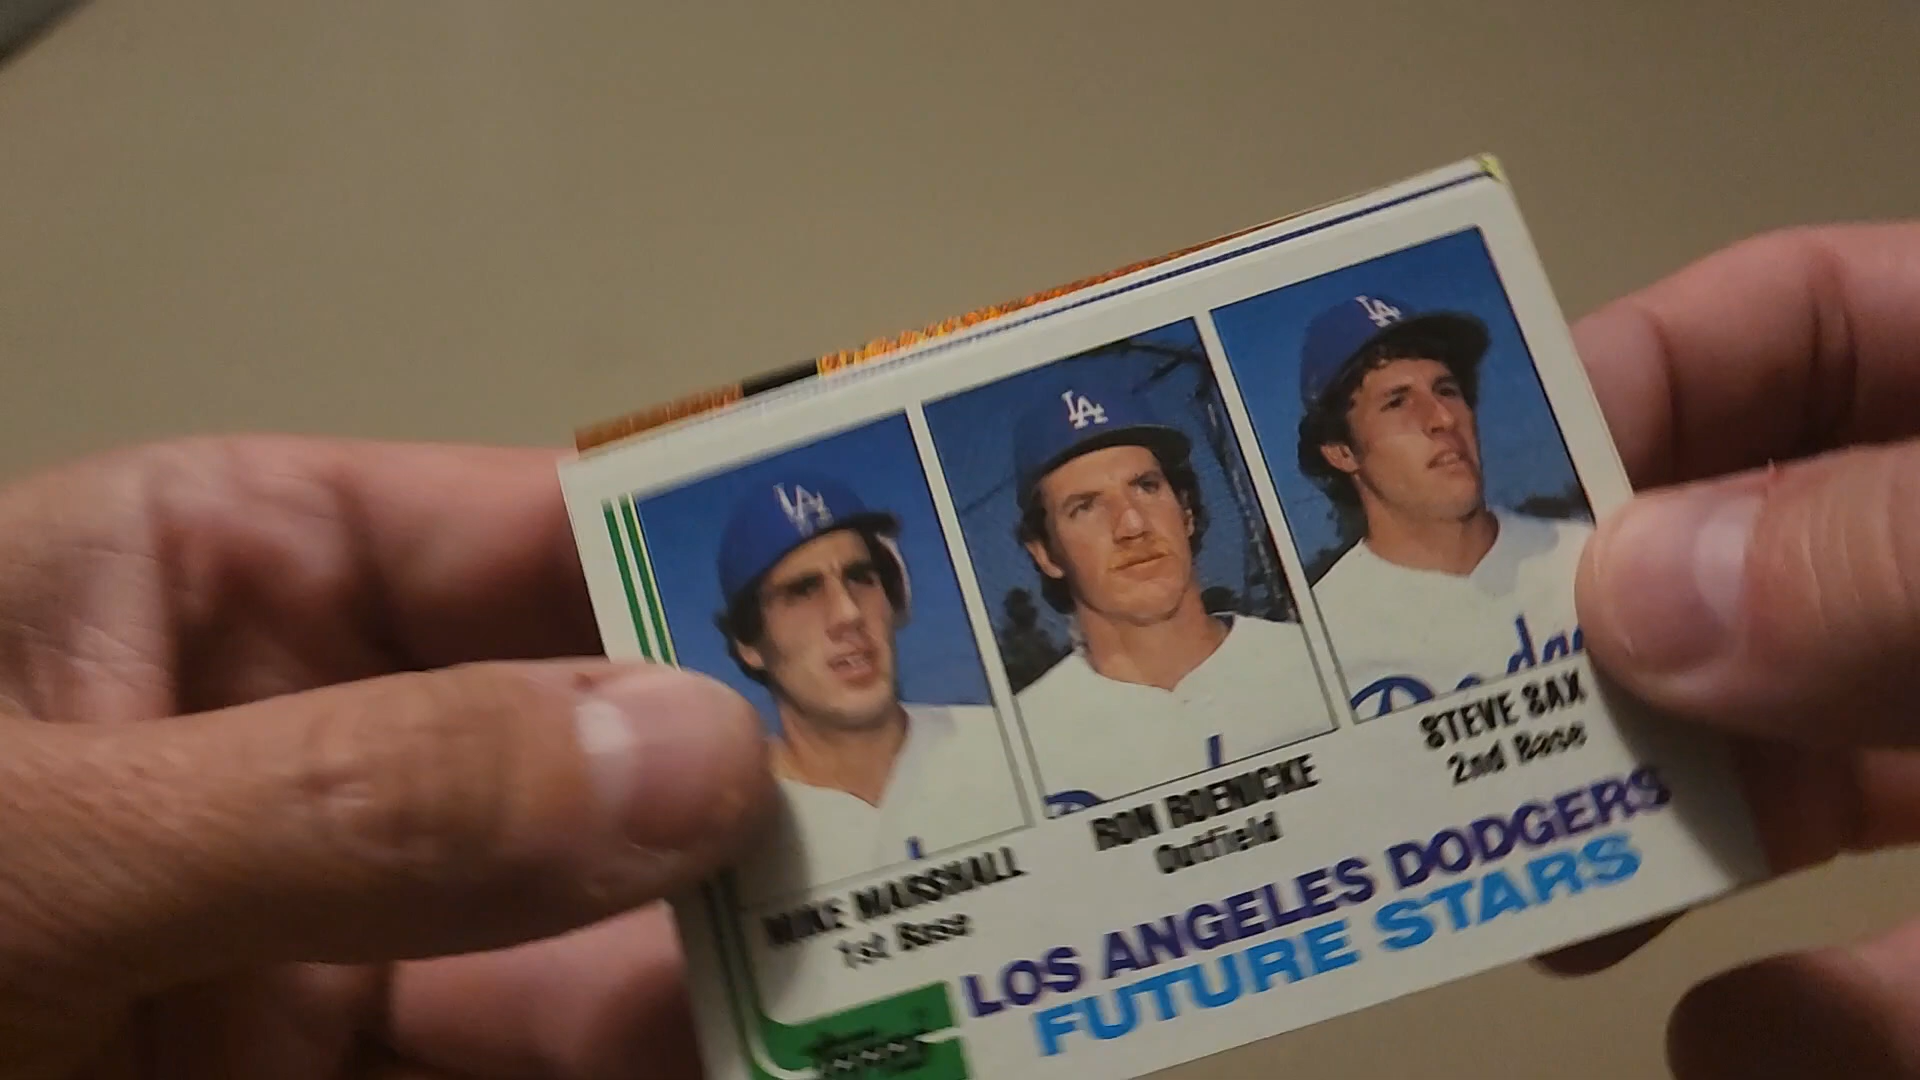 LA
LA
LA
Dodge
MIKE MARSHALL
1st Base
RON ROENICKE
Outfield
STEVE SAX
2nd Base
LOS ANGELES DODGERS
FUTURE STARS